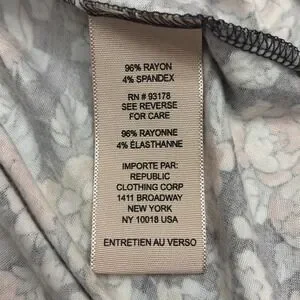 96% RAYON
4% SPANDEX
RN # 93178
SEE REVERSE
FOR CARE
96% RAYONNE
4% ÉLASTHANNE
IMPORTE PAR:
REPUBLIC
CLOTHING CORP
1411 BROADWAY
NEW YORK
NY 10018 USA
ENTRETIEN AU VERSO